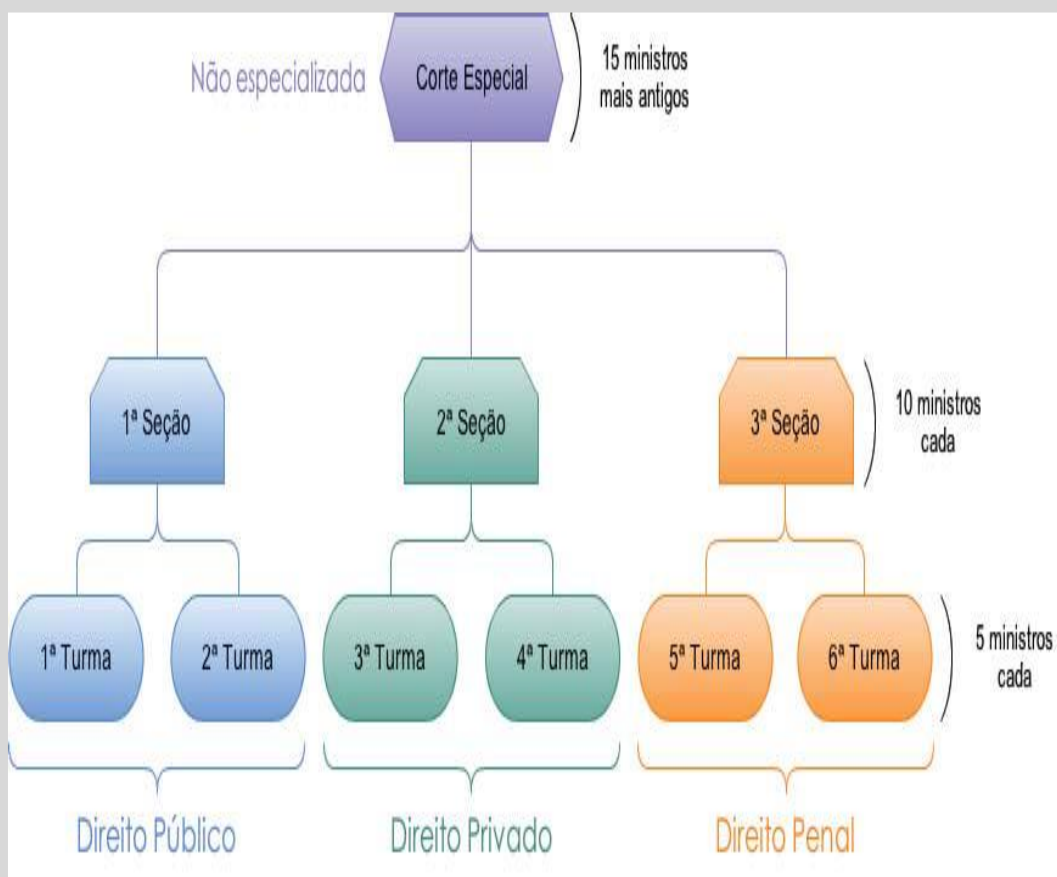 Não especializada
Corte Especial
15 ministros
mais antigos
1ª Seção
2ª Seção
3ª Seção
10 ministros
cada
1ª Turma
2ª Turma
3ª Turma
4ª Turma
5ª Turma
6ª Turma
5 ministros
cada
Direito Público
Direito Privado
Direito Penal